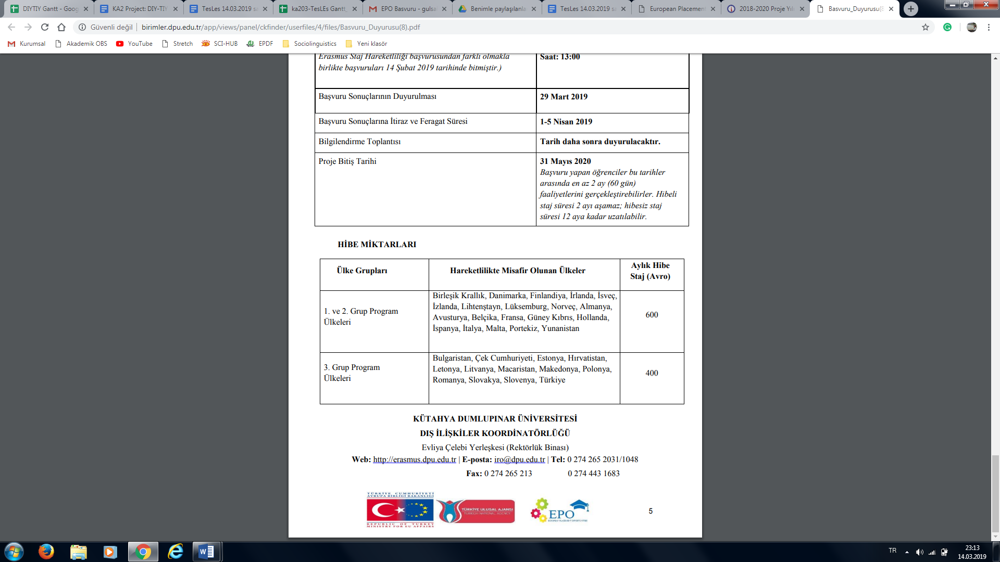 DIYTIY Gantt - Goog
KA2 Project: DIY-TIY
TesLes 14.03.2019 sa
ka203-TesLEs Gantt_
EPO Basvuru - gulsa
Benimle paylaşılanla
TesLes 14.03.2019 sa
European Placement
2018-2020 Proje Yılı
Basvuru_Duyurusu(8
Güvenli değil | birimler.dpu.edu.tr/app/views/panel/ckfinder/userfiles/4/files/Basvuru_Duyurusu(8).pdf
Kurumsal Akademik OBS YouTube Stretch SCI-HUB EPDF Sociolinguistics Yeni klasör
Erasmus Staj Hareketliliği başvurusundan farklı olmakla
birlikte başvuruları 14 Şubat 2019 tarihinde bitmiştir.)
Saat: 13:00
Başvuru Sonuçlarının Duyurulması
29 Mart 2019
Başvuru Sonuçlarına İtiraz ve Feragat Süresi
1-5 Nisan 2019
Bilgilendirme Toplantısı
Tarih daha sonra duyurulacaktır.
Proje Bitiş Tarihi
31 Mayıs 2020
Başvuru yapan öğrenciler bu tarihler
arasında en az 2 ay (60 gün)
faaliyetlerini gerçekleştirebilirler. Hibeli
staj süresi 2 ayı aşamaz; hibesiz staj
süresi 12 aya kadar uzatılabilir.
HİBE MİKTARLARI
Ülke Grupları
Hareketlilikte Misafir Olunan Ülkeler
Aylık Hibe
Staj (Avro)
1. ve 2. Grup Program
Ülkeleri
Birleşik Krallık, Danimarka, Finlandiya, İrlanda, İsveç,
İzlanda, Lihtenştayn, Lüksemburg, Norveç, Almanya,
Avusturya, Belçika, Fransa, Güney Kıbrıs, Hollanda,
İspanya, İtalya, Malta, Portekiz, Yunanistan
600
3. Grup Program
Ülkeleri
Bulgaristan, Çek Cumhuriyeti, Estonya, Hırvatistan,
Letonya, Litvanya, Macaristan, Makedonya, Polonya,
Romanya, Slovakya, Slovenya, Türkiye
400
KÜTAHYA DUMLUPINAR ÜNİVERSİTESİ
DIŞ İLİŞKİLER KOORDİNATÖRLÜĞÜ
Evliya Çelebi Yerleşkesi (Rektörlük Binası)
Web: http://erasmus.dpu.edu.tr | E-posta: iro@dpu.edu.tr | Tel: 0 274 265 2031/1048
Fax: 0 274 265 213 0 274 443 1683
TÜRKİYE CUMHURİYETİ
AVRUPA BİRLİĞİ BAKANLIĞI
REPUBLIC OF TURKEY
MINISTRY FOR EU AFFAIRS
TÜRKİYE ULUSAL AJANSI
TURKISH NATIONAL AGENCY
EPO
EUROPEAN PLACEMENT OPPORTUNITIES
5
TR
23:13
14.03.2019